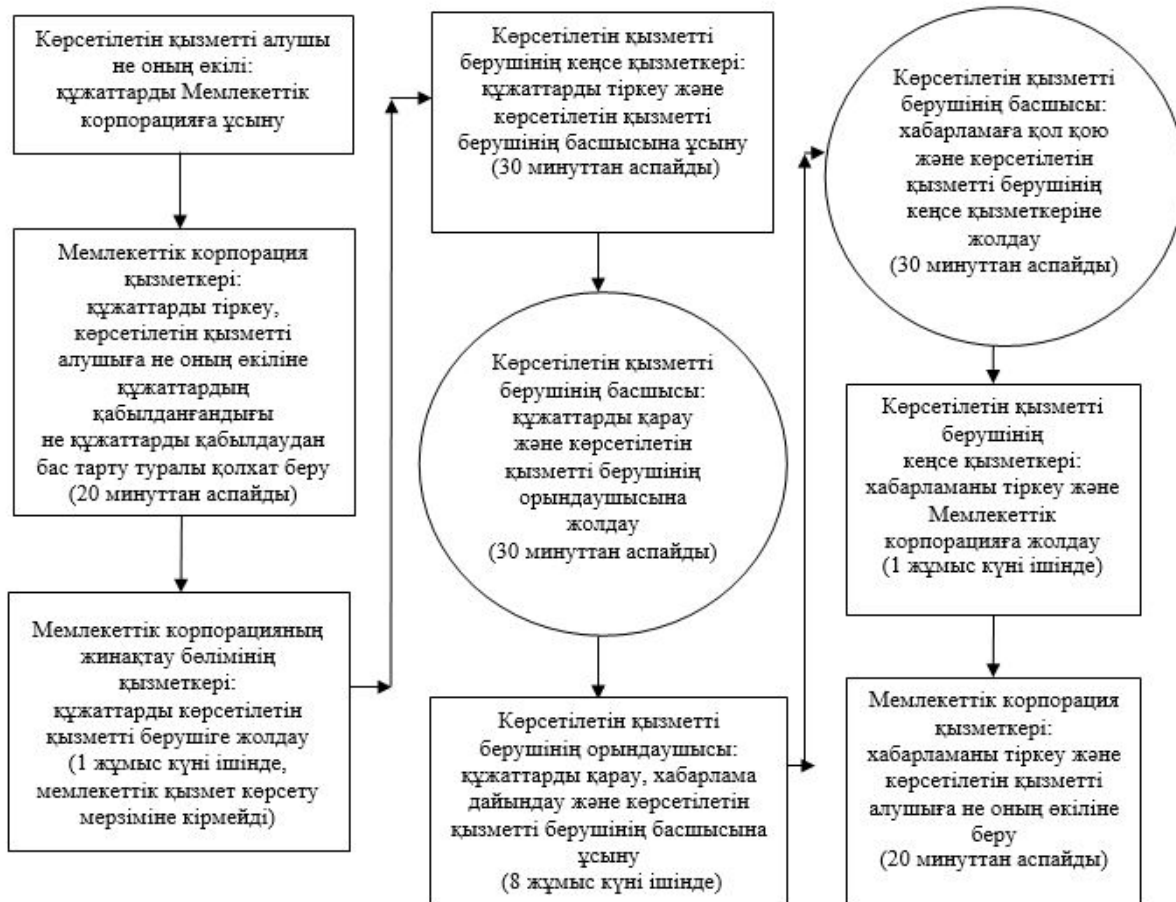 Көрсетілетін қызметті алушы
не оның өкілі:
құжаттарды Мемлекеттік
корпорацияға ұсыну
Мемлекеттік корпорация
қызметкері:
құжаттарды тіркеу,
көрсетілетін қызметті
алушыға не оның өкіліне
құжаттардың
қабылданғандығы
не құжаттарды қабылдаудан
бас тарту туралы қолхат беру
(20 минуттан аспайды)
Мемлекеттік корпорацияның
жинақтау бөлімінің
қызметкері:
құжаттарды көрсетілетін
қызметті берушіге жолдау
(1 жұмыс күні ішінде,
мемлекеттік қызмет көрсету
мерзіміне кірмейді)
Көрсетілетін қызметті
берушінің кеңсе қызметкері:
құжаттарды тіркеу және
көрсетілетін қызметті
берушінің басшысына ұсыну
(30 минуттан аспайды)
Көрсетілетін қызметті
берушінің басшысы:
құжаттарды қарау
және көрсетілетін
қызметті берушінің
орындаушысына
жолдау
(30 минуттан аспайды)
Көрсетілетін қызметті
берушінің орындаушысы:
құжаттарды қарау, хабарлама
дайындау және көрсетілетін
қызметті берушінің басшысына
ұсыну
(8 жұмыс күні ішінде)
Көрсетілетін қызметті
берушінің басшысы:
хабарламаға қол қою
және көрсетілетін
қызметті берушінің
кеңсе қызметкеріне
жолдау
(30 минуттан аспайды)
Көрсетілетін қызметті
берушінің
кеңсе қызметкері:
хабарламаны тіркеу және
Мемлекеттік
корпорацияға жолдау
(1 жұмыс күні ішінде)
Мемлекеттік корпорация
қызметкері:
хабарламаны тіркеу және
көрсетілетін қызметті
алушыға не оның өкіліне
беру
(20 минуттан аспайды)